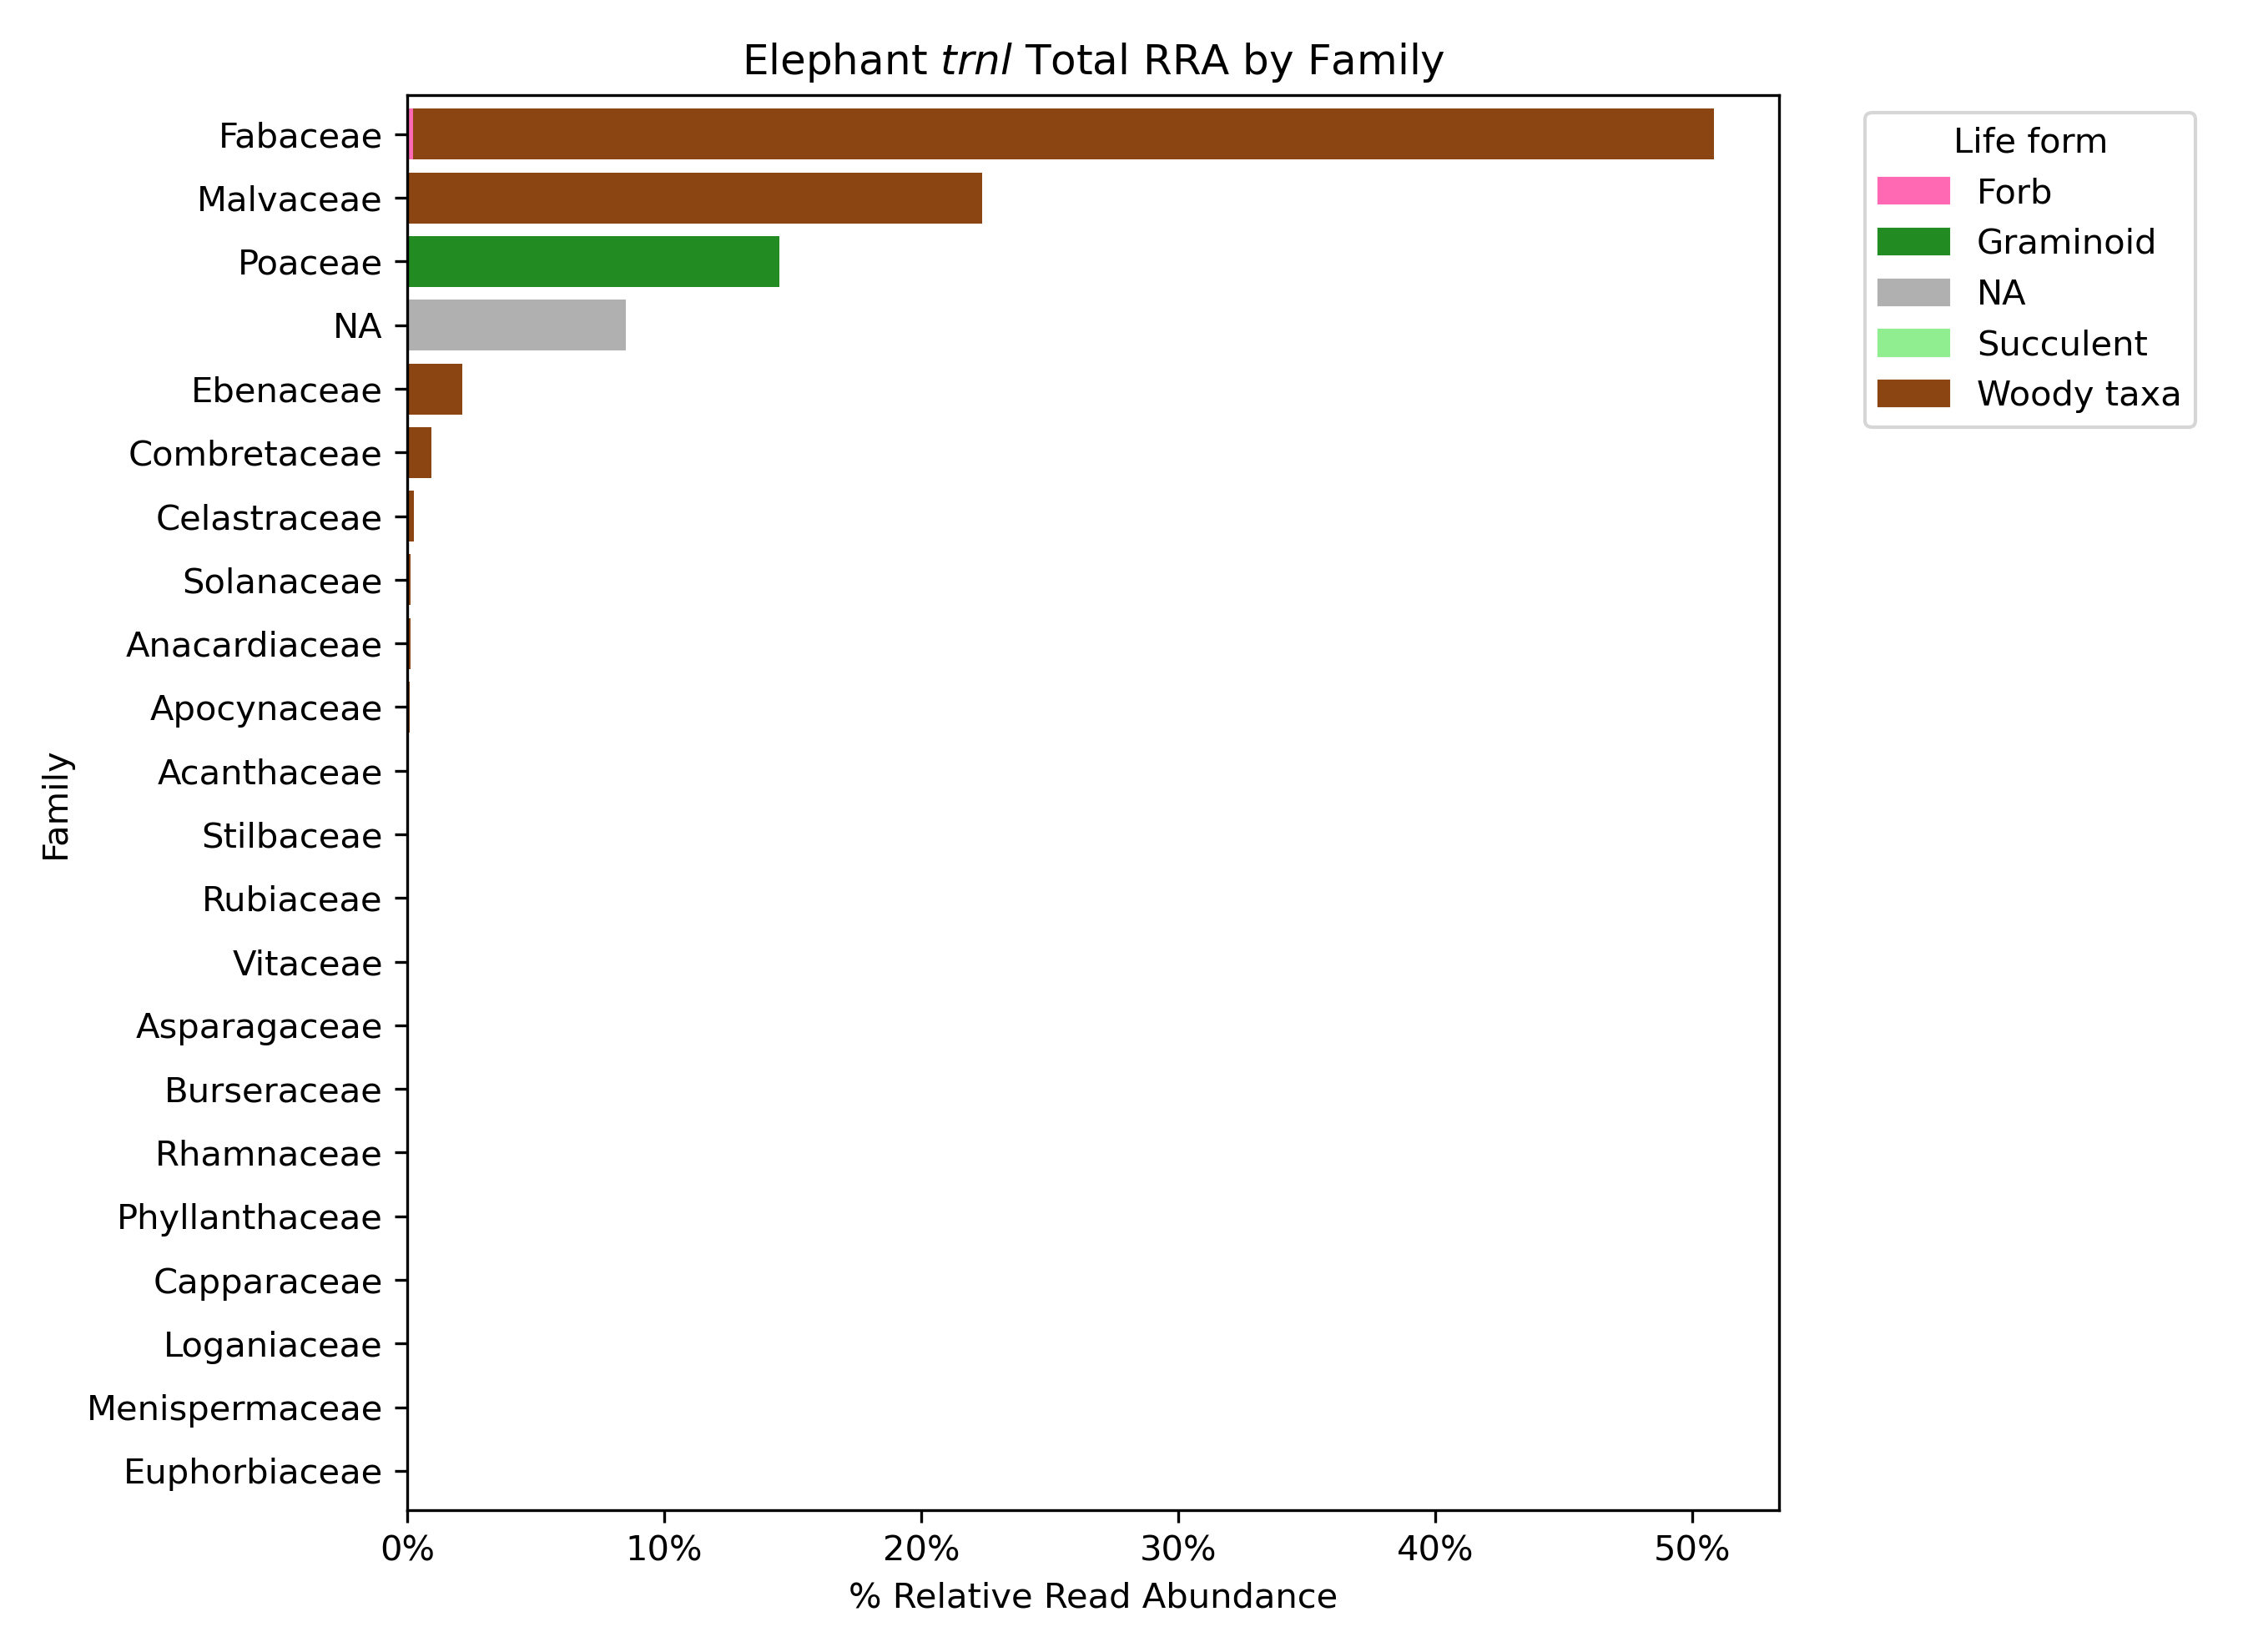 Elephant trnl Total RRA by Family
Fabaceae
Malvaceae
Poaceae
NA
Ebenaceae
Combretaceae
Celastraceae
Solanaceae
Anacardiaceae
Apocynaceae
Acanthaceae
Stilbaceae
Rubiaceae
Vitaceae
Asparagaceae
Burseraceae
Rhamnaceae
Phyllanthaceae
Capparaceae
Loganiaceae
Menispermaceae
Euphorbiaceae
Family
0% 10% 20% 30% 40% 50%
% Relative Read Abundance
Life form
Forb
Graminoid
NA
Succulent
Woody taxa